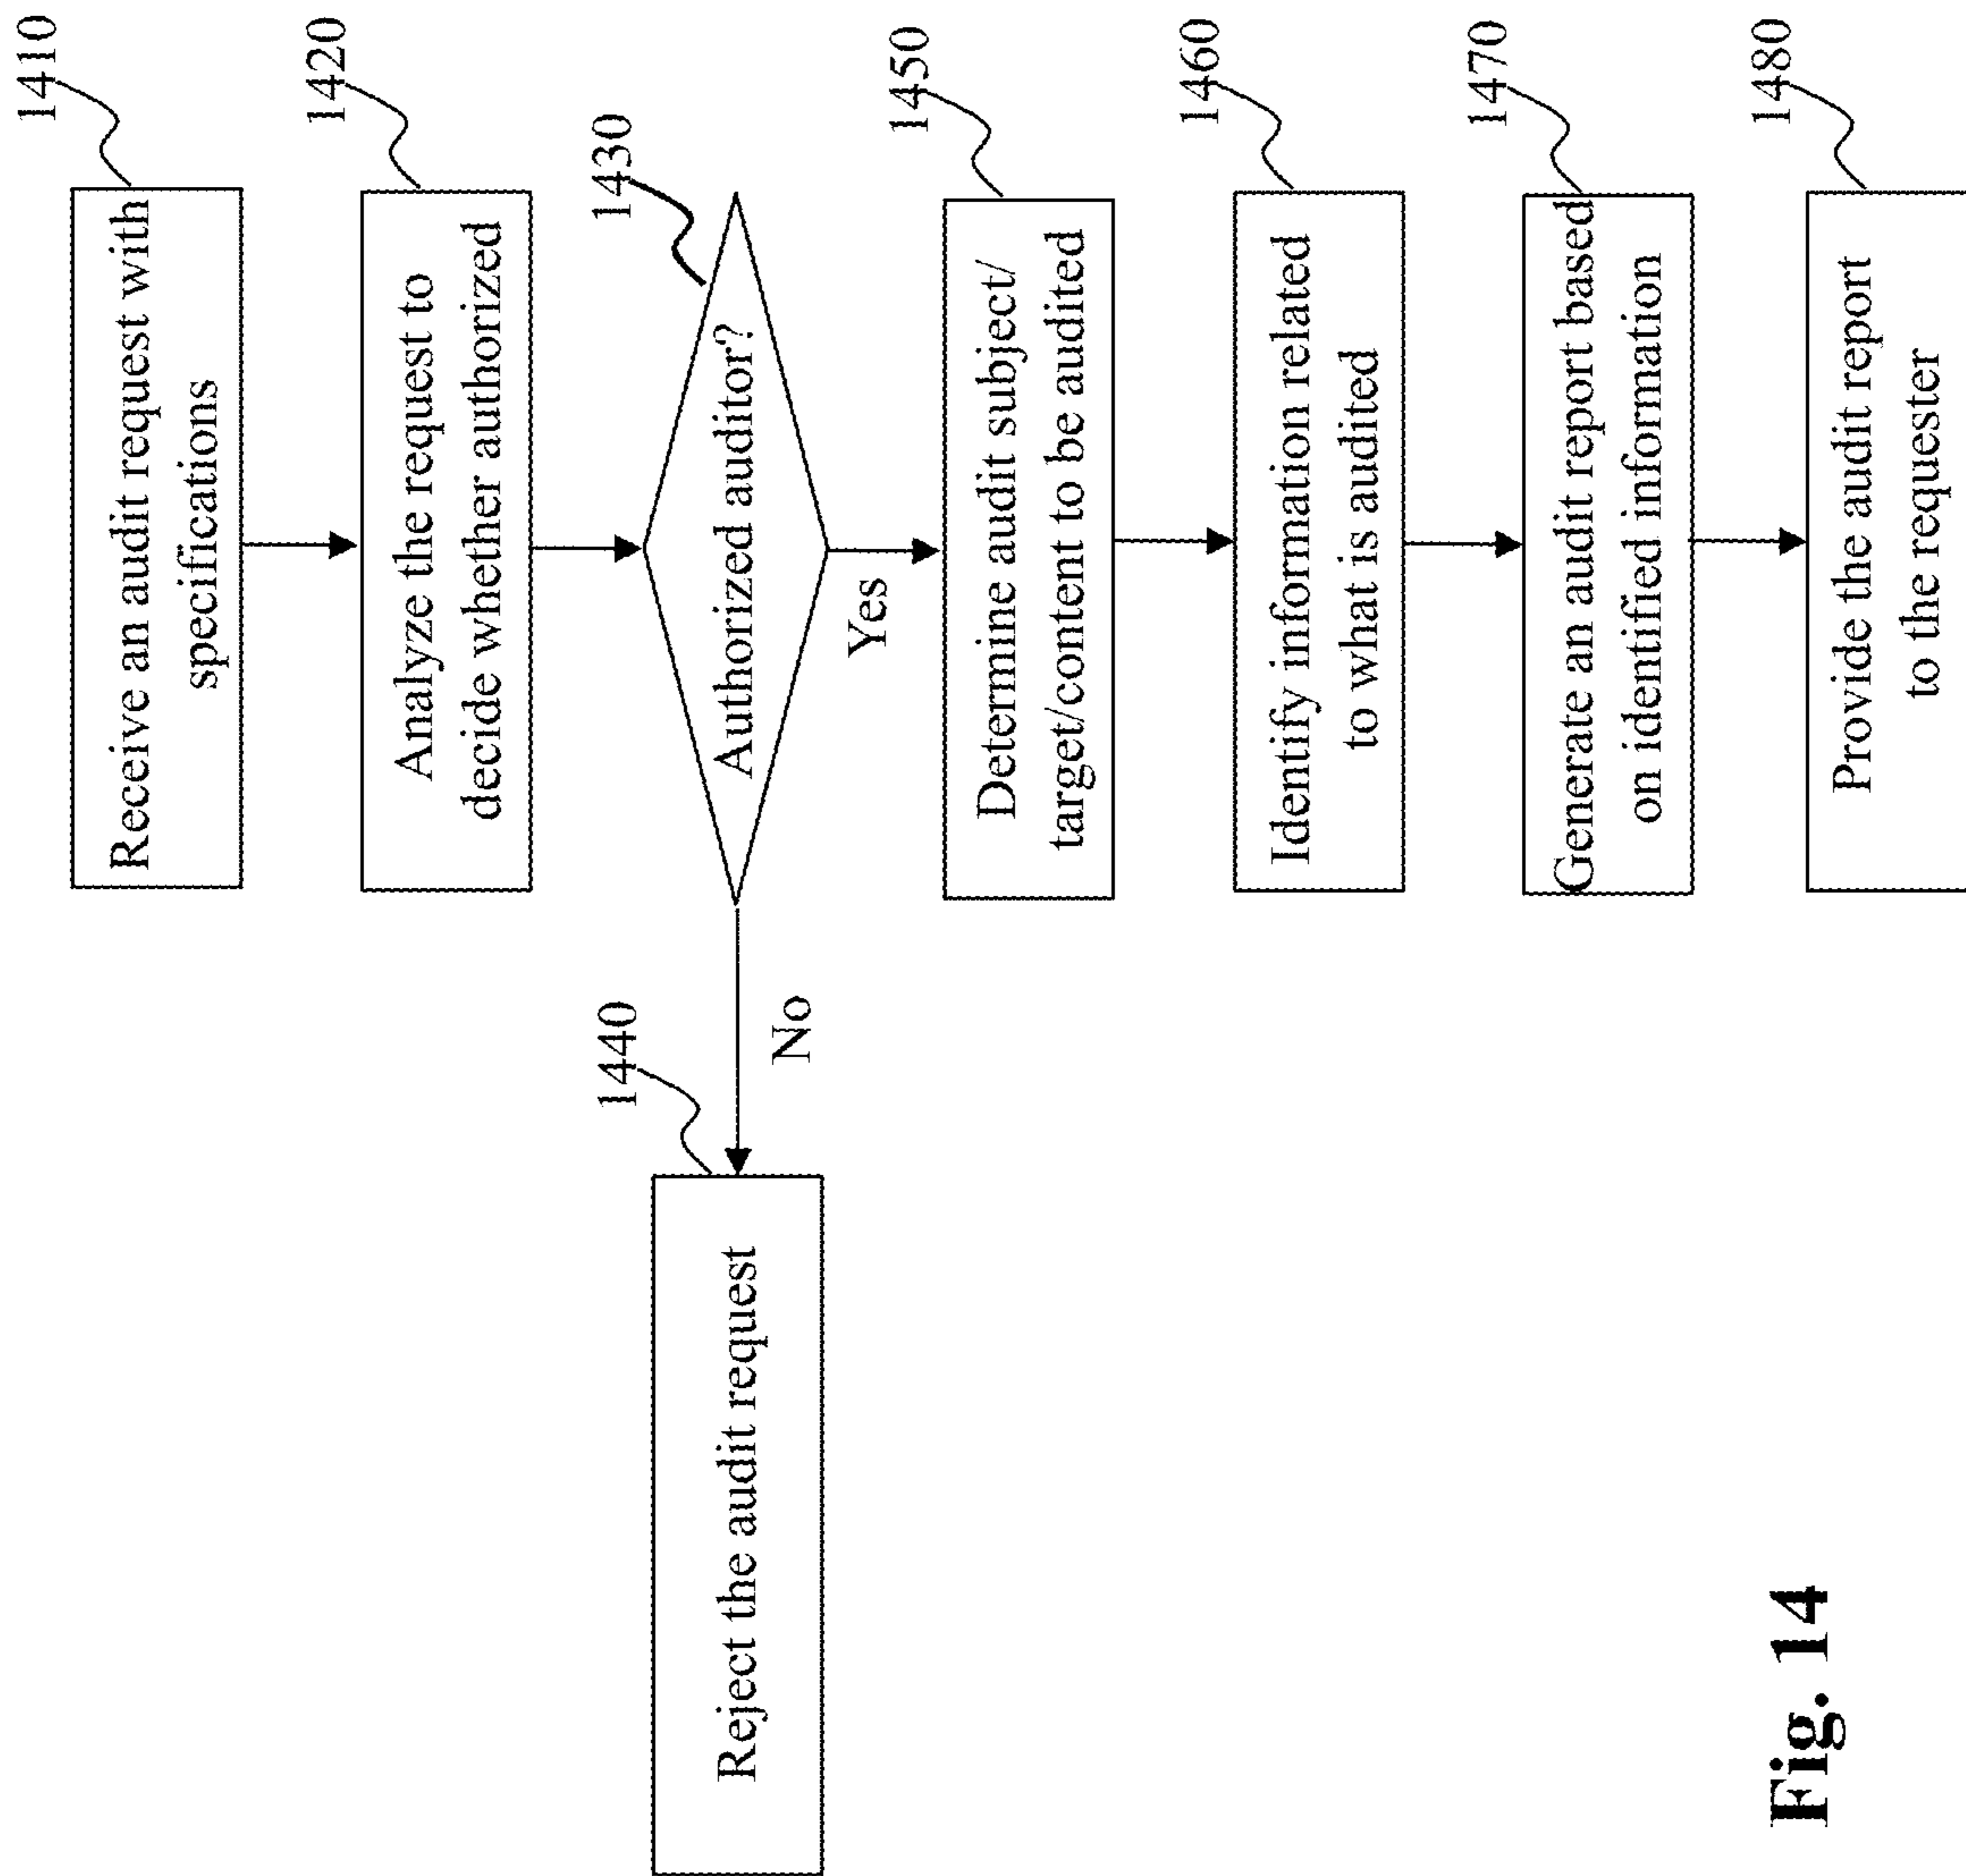 1410
Receive an audit request with
specifications
1420
Analyze the request to
decide whether authorized
1430
Authorized auditor?
1440
No
Yes
Reject the audit request
1450
Determine audit subject/
target/content to be audited
1460
Identify information related
to what is audited
1470
Generate an audit report based
on identified information
1480
Provide the audit report
to the requester
Fig. 14